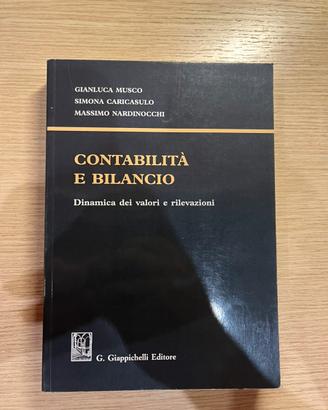 GIANLUCA MUSCO
SIMONA CARICASULO
MASSIMO NARDINOCCHI
CONTABILITÀ
E BILANCIO
Dinamica dei valori e rilevazioni
G. Giappichelli Editore